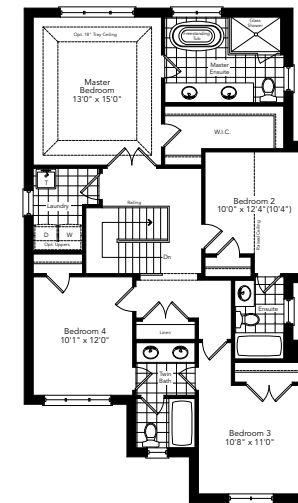 Glass
Shower
Freestanding
Tub
Opt. 18" Tray Ceiling
Master
Ensuite
Master
Bedroom
13'0" x 15'0"
W.I.C.
T
Laundry
D W
Opt. Uppers
Railing
Dn
Bedroom 2
10'0" x 12'4"(10'4")
Raised Ceiling
Ensuite
Bedroom 4
10'1" x 12'0"
Linen
Twin
Bath
Bedroom 3
10'8" x 11'0"